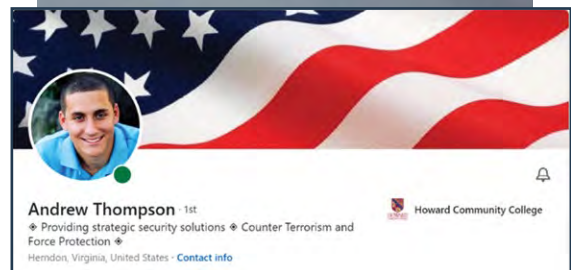 Andrew Thompson · 1st
Howard Community College
◈ Providing strategic security solutions ◈ Counter Terrorism and
Force Protection ◈
Herndon, Virginia, United States · Contact info